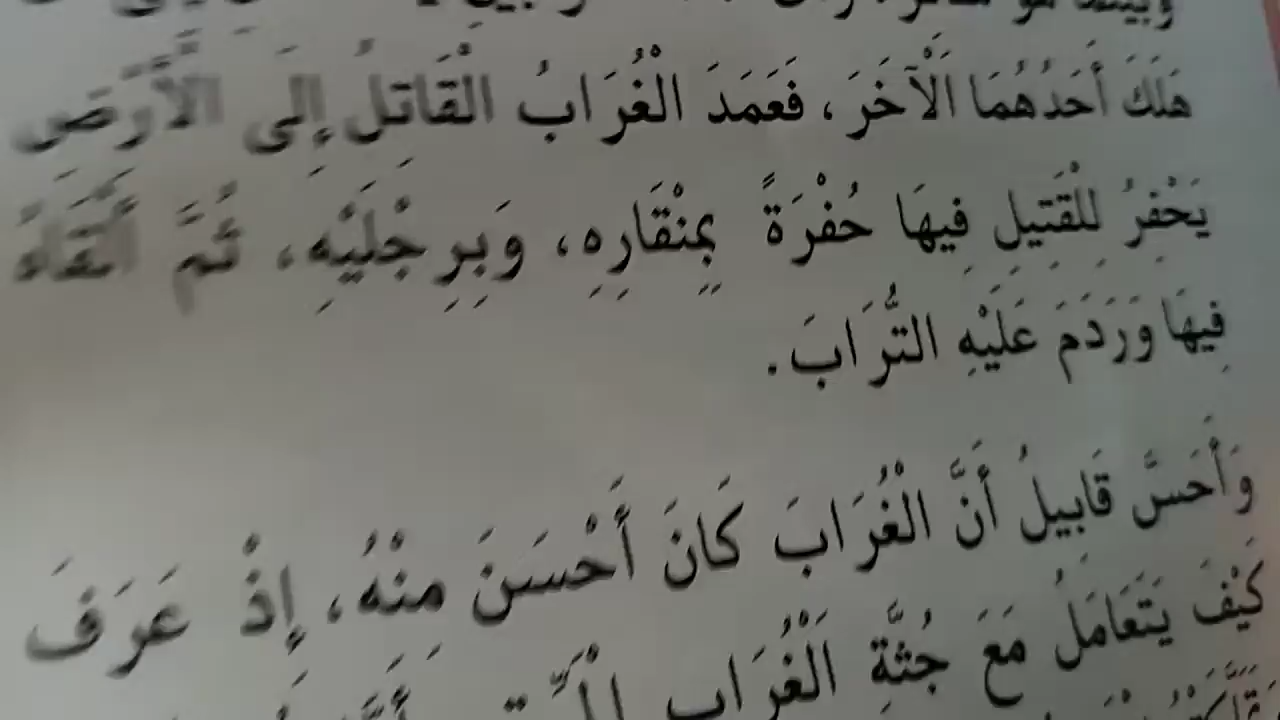 وَبَيْنَمَا هُوَ
هَلَكَ أَحَدُهُمَا الْآخَرَ، فَعَمَدَ الْغُرَابُ الْقَاتِلُ إِلَى الْأَرْضِ
يَحْفِرُ لِلْقَتِيلِ فِيهَا حُفْرَةً بِمِنْقَارِهِ، وَبِرِجْلَيْهِ، ثُمَّ أَلْقَاهُ
فِيهَا وَرَدَمَ عَلَيْهِ التُّرَابَ.
وَأَحَسَّ قَابِيلُ أَنَّ الْغُرَابَ كَانَ أَحْسَنَ مِنْهُ، إِذْ عَرَفَ
كَيْفَ يَتَعَامَلُ مَعَ جُثَّةِ الْغُرَابِ